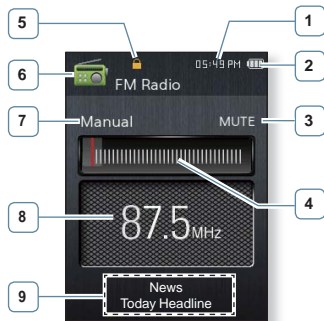 5
1
05:49 PM
2
6
FM Radio
7
Manual
MUTE
3
4
8
87.5MHz
9
News
Today Headline